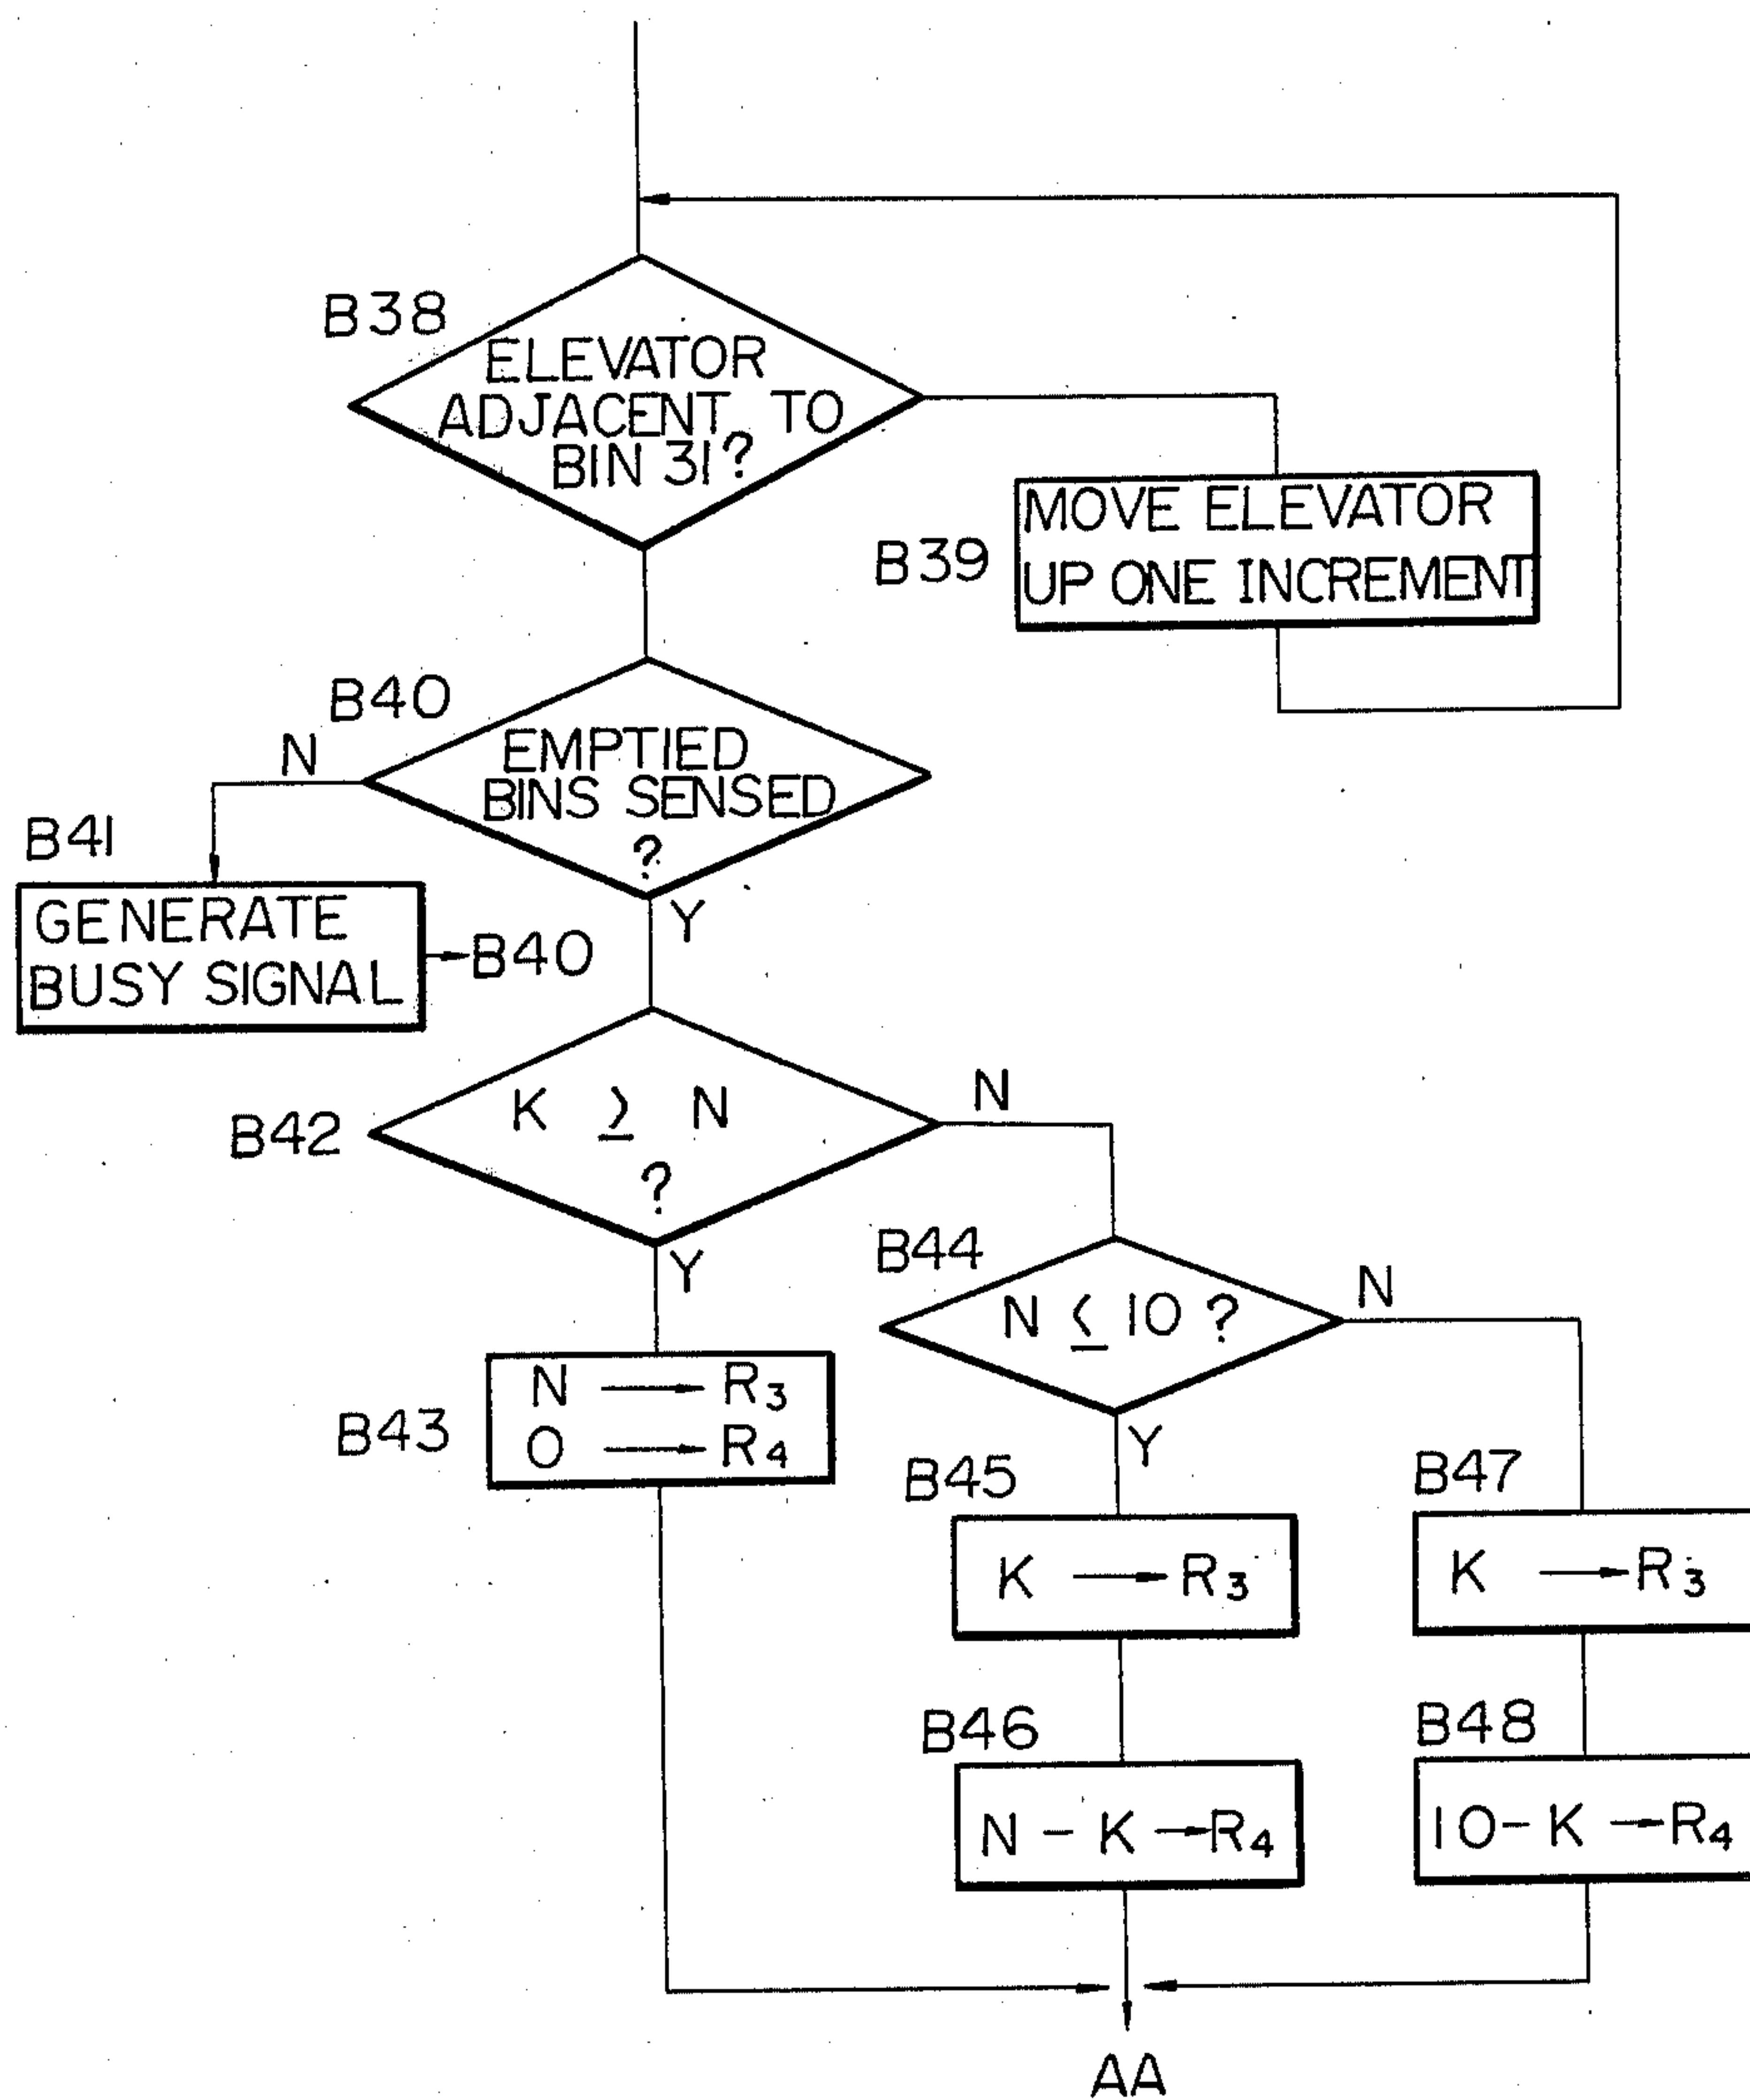 B38
ELEVATOR
ADJACENT TO
BIN 31?
MOVE ELEVATOR
UP ONE INCREMENT
B39
B40
N
EMPTIED
BINS SENSED
?
Y
B41
GENERATE
BUSY SIGNAL
B40
B42
K ≥ N
?
N
Y
B44
N ≤ 10 ?
N
Y
B43
N → R3
O → R4
B45
K → R3
B47
K → R3
B46
N - K → R4
B48
10 - K → R4
AA